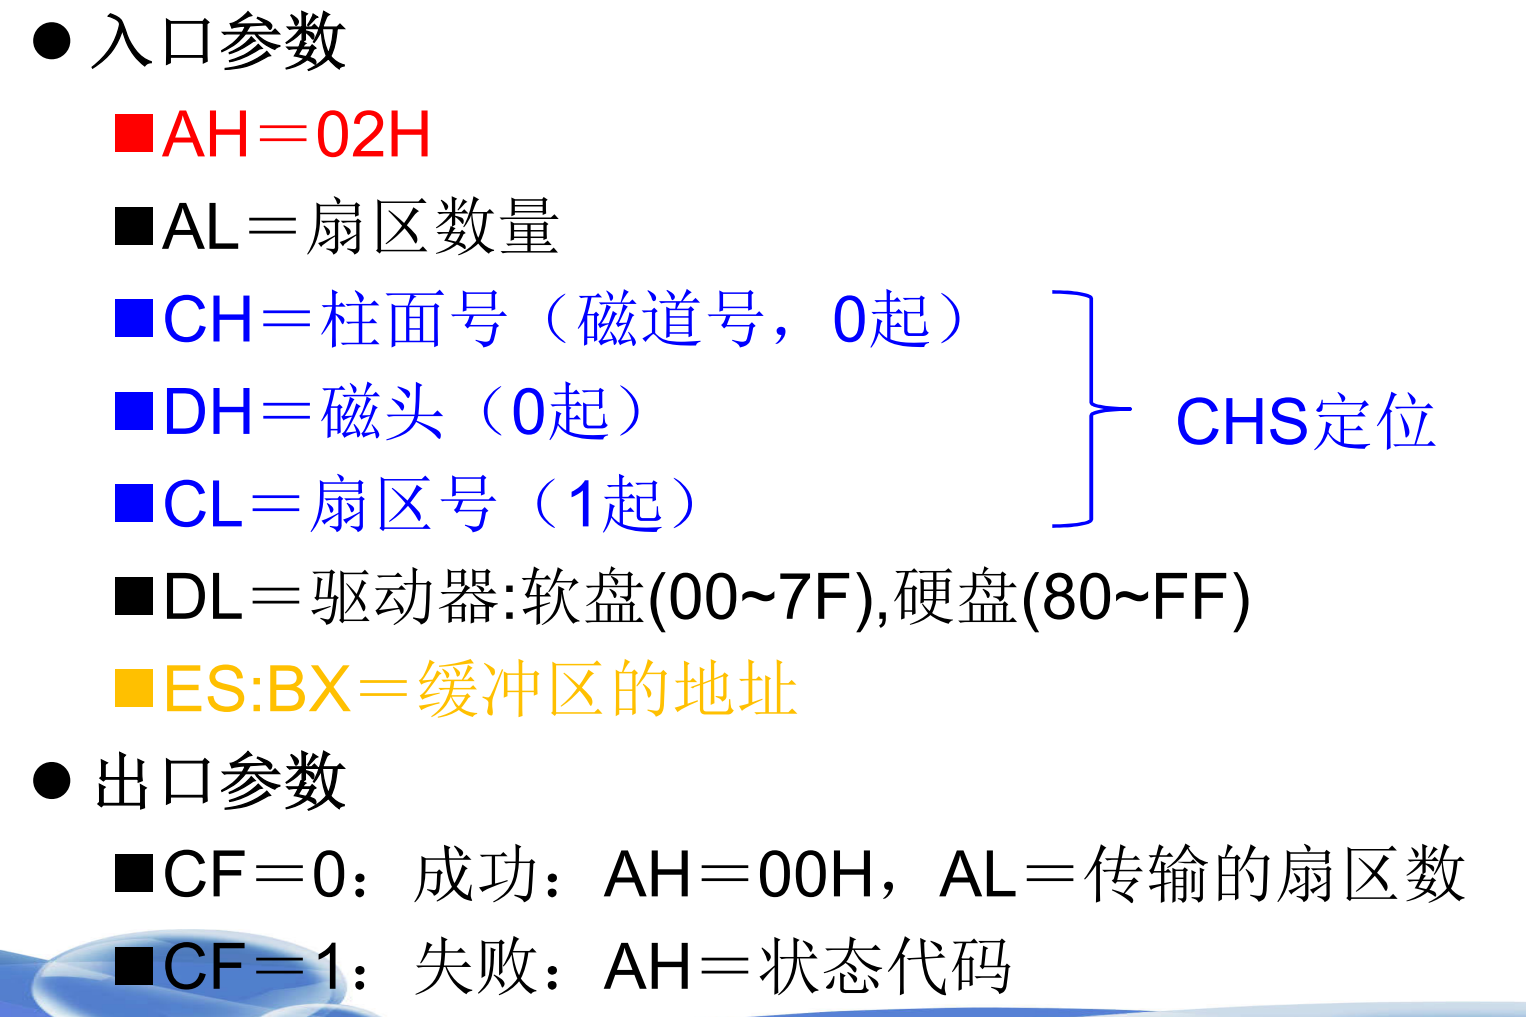 入口参数
AH＝02H
AL＝扇区数量
CH＝柱面号（磁道号，0起）
DH＝磁头（0起）
CHS定位
CL＝扇区号（1起）
DL＝驱动器:软盘(00~7F),硬盘(80~FF)
ES:BX＝缓冲区的地址
出口参数
CF＝0：成功：AH＝00H，AL＝传输的扇区数
CF＝1：失败：AH＝状态代码